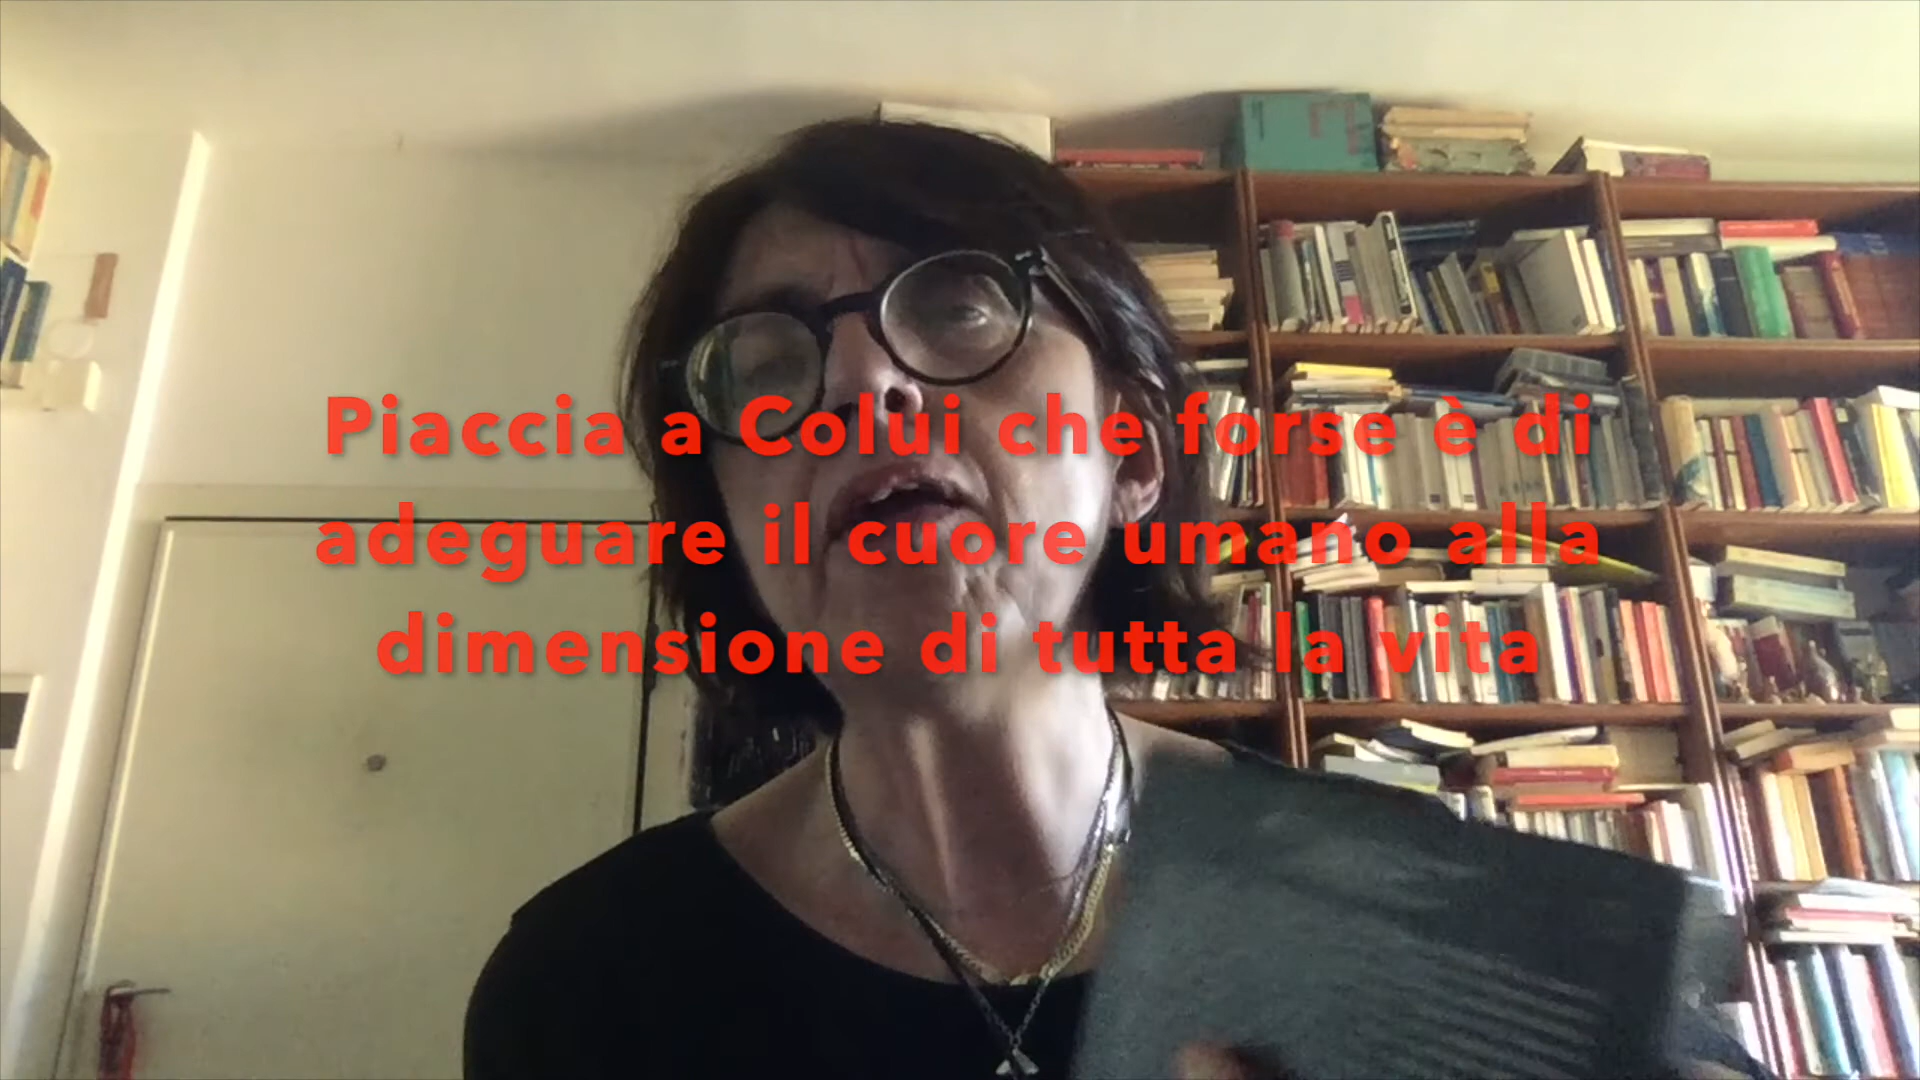 Piaccia a Colui che forse è di
adeguare il cuore umano alla
dimensione di tutta la vita